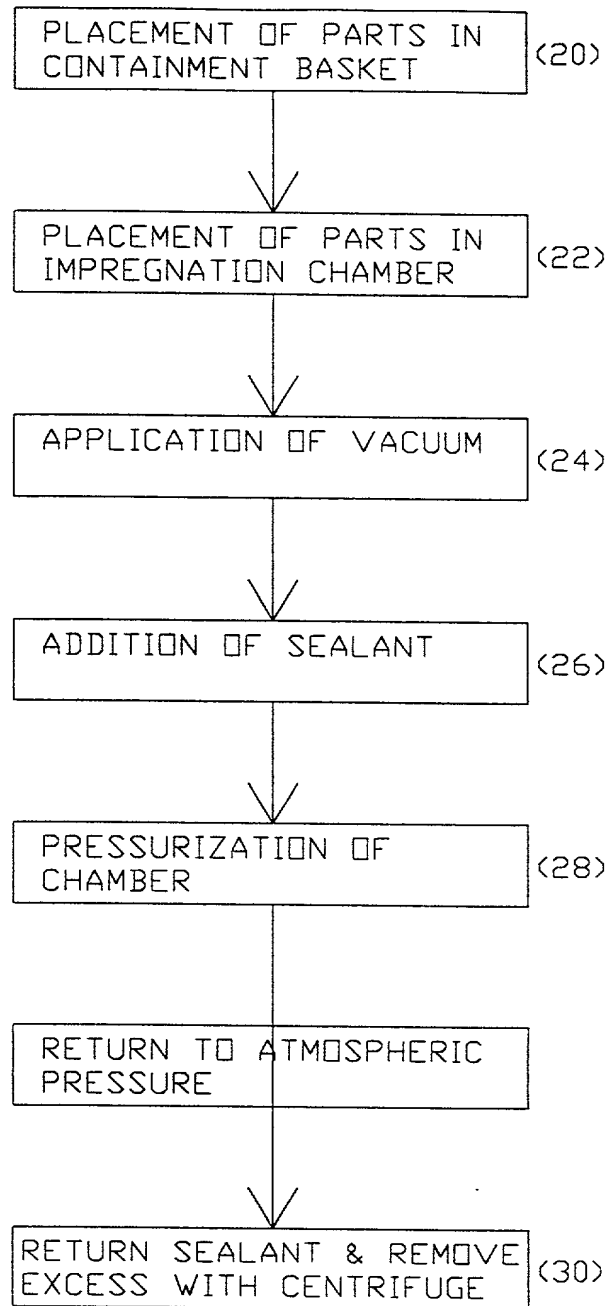 PLACEMENT OF PARTS IN
CONTAINMENT BASKET
(20)
PLACEMENT OF PARTS IN
IMPREGNATION CHAMBER
(22)
APPLICATION OF VACUUM
(24)
ADDITION OF SEALANT
(26)
PRESSURIZATION OF
CHAMBER
(28)
RETURN TO ATMOSPHERIC
PRESSURE
RETURN SEALANT & REMOVE
EXCESS WITH CENTRIFUGE
(30)